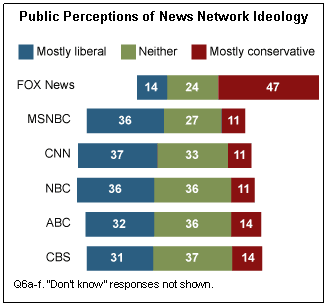 Public Perceptions of News Network Ideology
Mostly liberal Neither Mostly conservative
FOX News 14 24 47
MSNBC 36 27 11
CNN 37 33 11
NBC 36 36 11
ABC 32 36 14
CBS 31 37 14
Q6a-f. "Don't know" responses not shown.